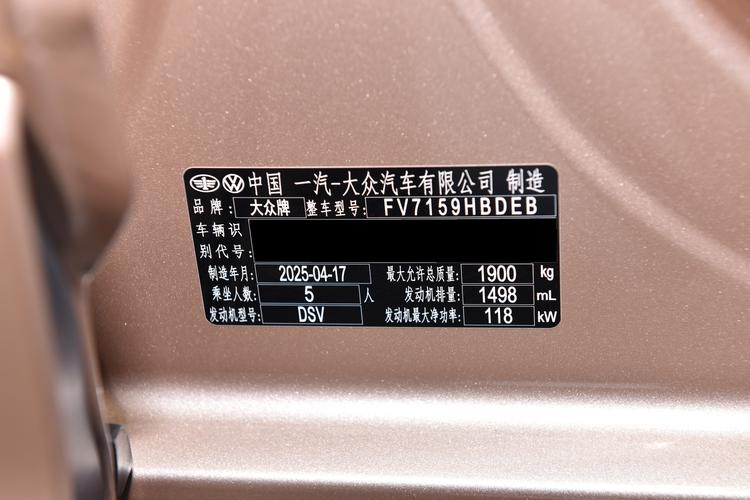 中国 一汽-大众汽车有限公司 制造
品牌: 大众牌 整车型号: FV7159HBDEB
车辆识
别代号:
制造年月: 2025-04-17 最大允许总质量: 1900 kg
乘坐人数: 5 人 发动机排量: 1498 mL
发动机型号: DSV 发动机最大净功率: 118 kW